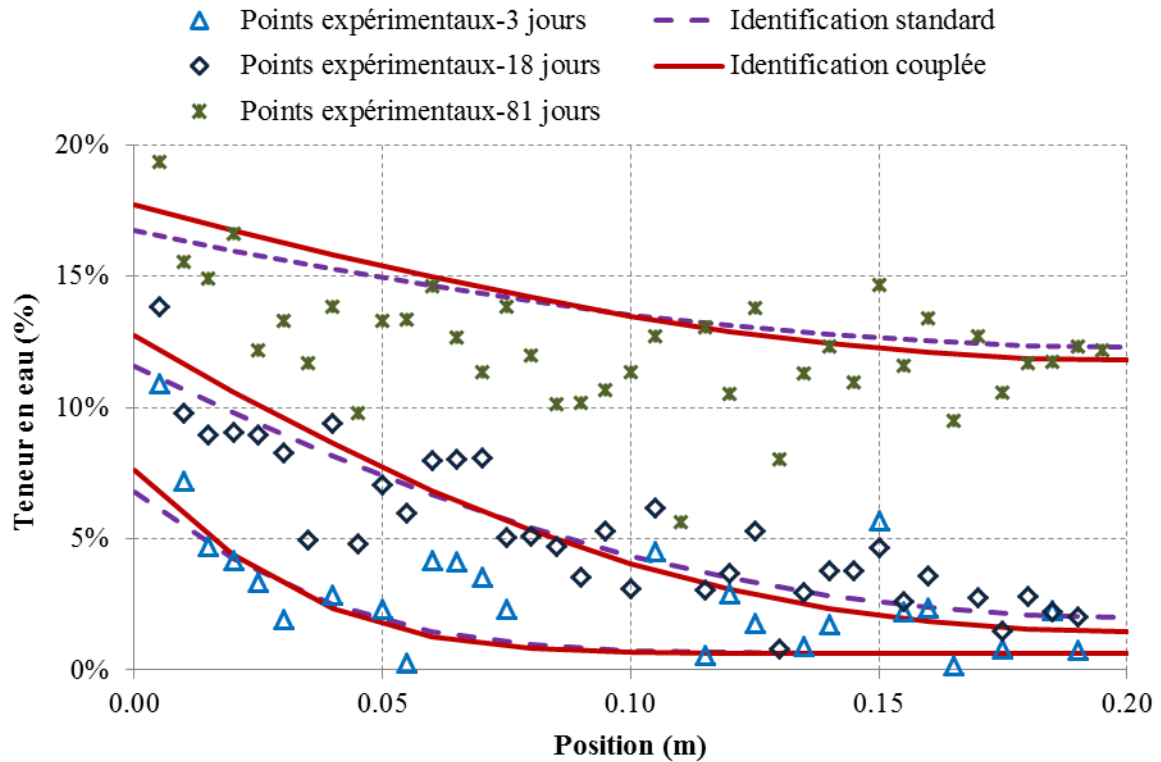 Points expérimentaux-3 jours
Identification standard
Points expérimentaux-18 jours
Identification couplée
Points expérimentaux-81 jours
20%
15%
10%
5%
0%
Teneur en eau (%)
0.00
0.05
0.10
0.15
0.20
Position (m)